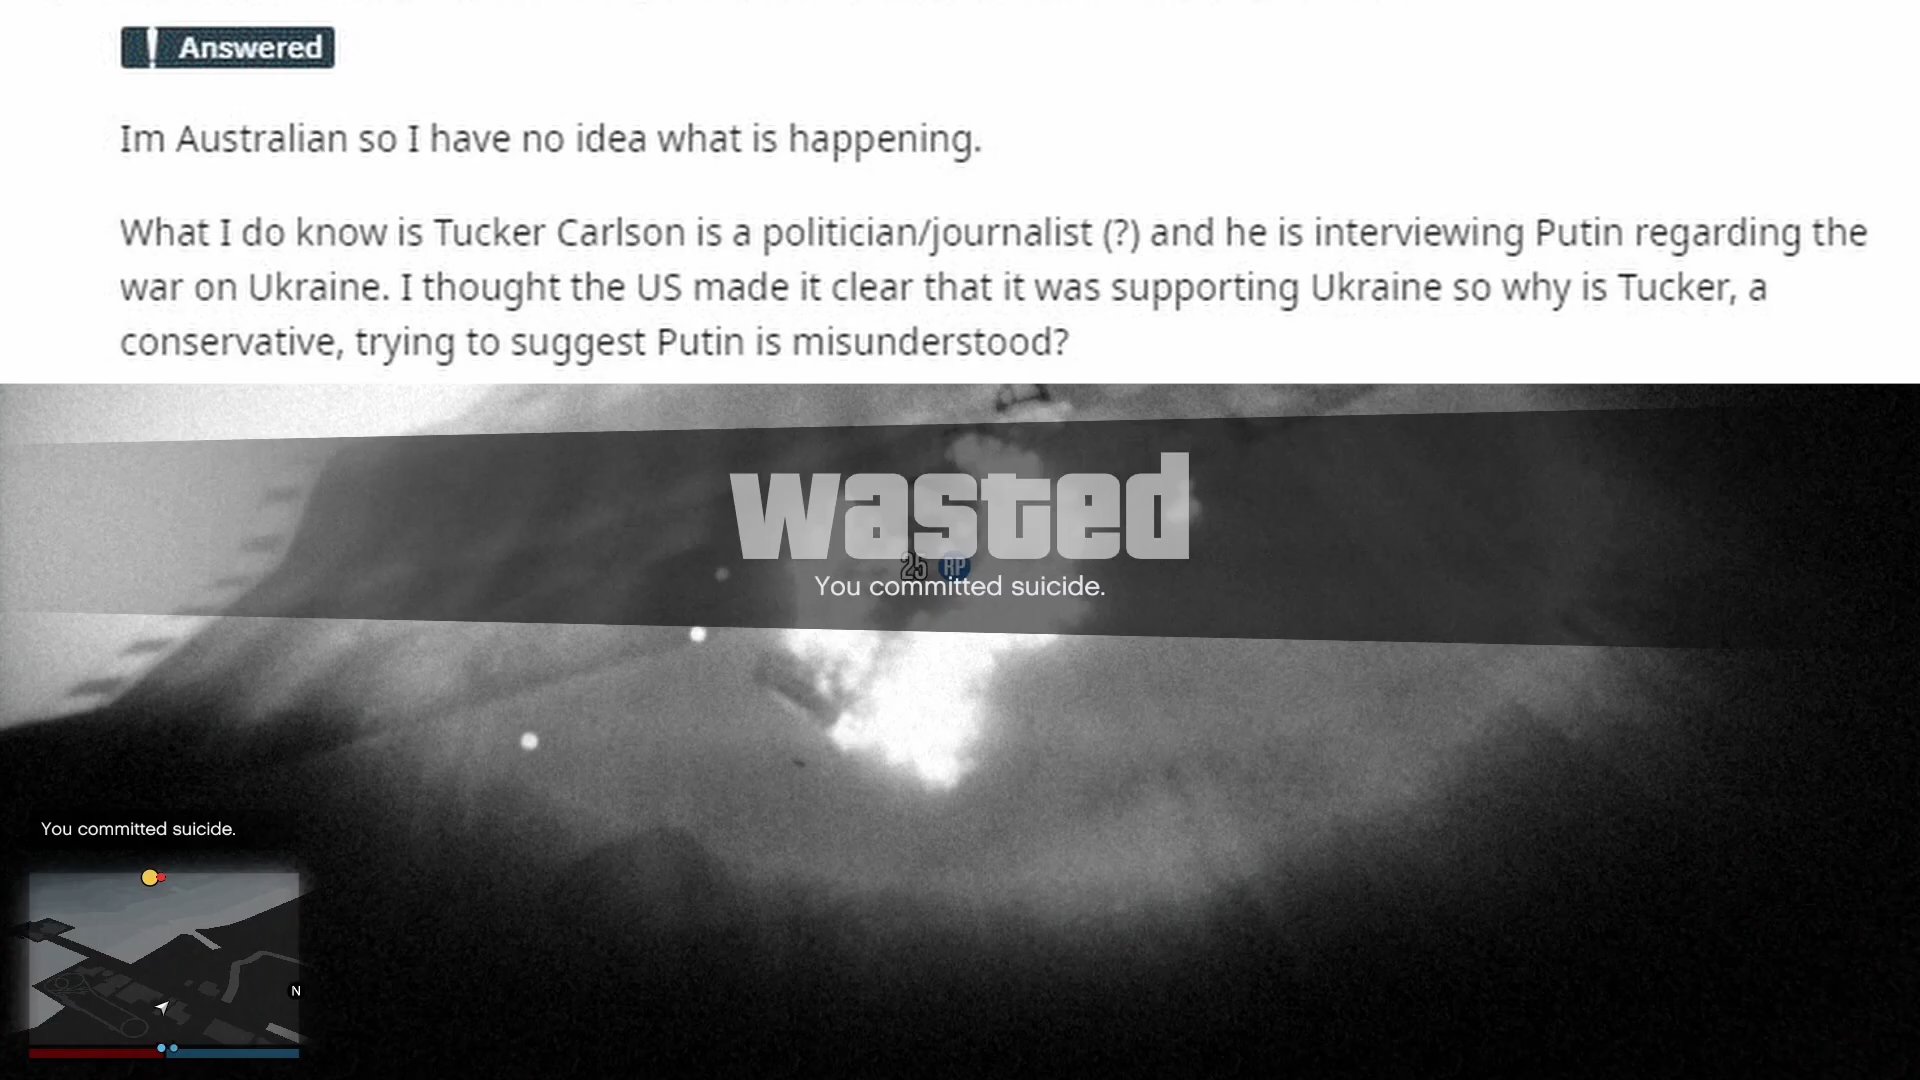 Answered
Im Australian so I have no idea what is happening.
What I do know is Tucker Carlson is a politician/journalist (?) and he is interviewing Putin regarding the
war on Ukraine. I thought the US made it clear that it was supporting Ukraine so why is Tucker, a
conservative, trying to suggest Putin is misunderstood?
wasted
25 RP
You committed suicide.
You committed suicide.
N